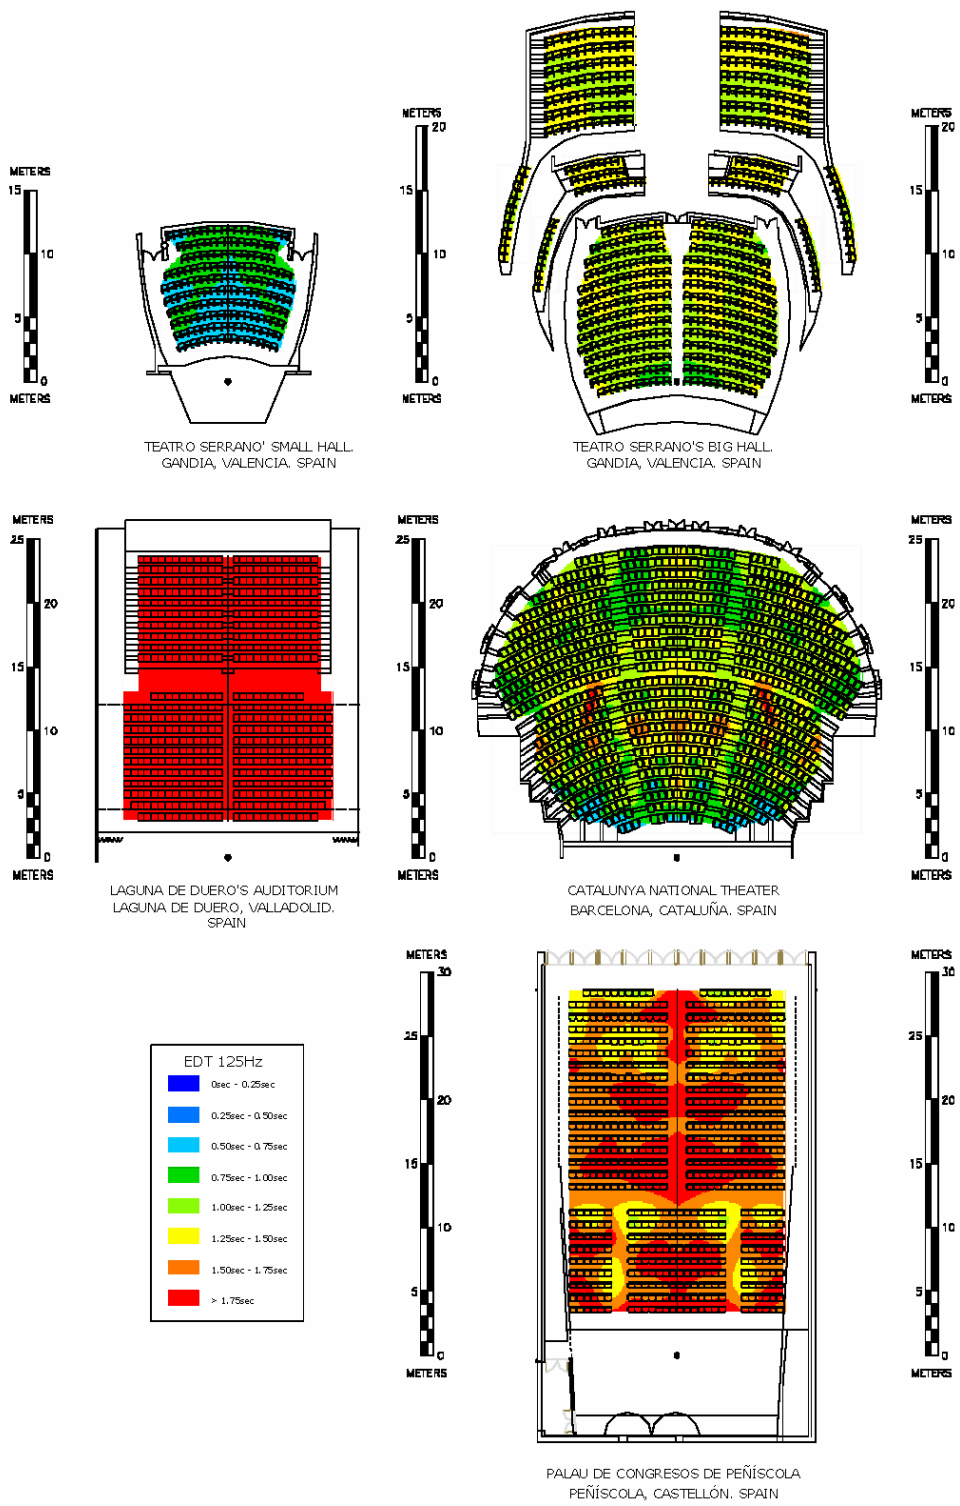 METERS
20
15
10
5
0
METERS
METERS
20
15
10
5
0
METERS
METERS
15
10
5
0
METERS
TEATRO SERRANO' SMALL HALL.
GANDIA, VALENCIA. SPAIN
TEATRO SERRANO'S BIG HALL.
GANDIA, VALENCIA. SPAIN
METERS
25
20
15
10
5
0
METERS
METERS
25
20
15
10
5
0
METERS
METERS
25
20
15
10
5
0
METERS
LAGUNA DE DUERO'S AUDITORIUM
LAGUNA DE DUERO, VALLADOLID.
SPAIN
CATALUNYA NATIONAL THEATER
BARCELONA, CATALUÑA. SPAIN
METERS
30
25
20
15
10
5
0
METERS
METERS
30
25
20
15
10
5
0
METERS
EDT 125Hz
0sec - 0.25sec
0.25sec - 0.50sec
0.50sec - 0.75sec
0.75sec - 1.00sec
1.00sec - 1.25sec
1.25sec - 1.50sec
1.50sec - 1.75sec
> 1.75sec
PALAU DE CONGRESOS DE PEÑÍSCOLA
PEÑÍSCOLA, CASTELLÓN. SPAIN